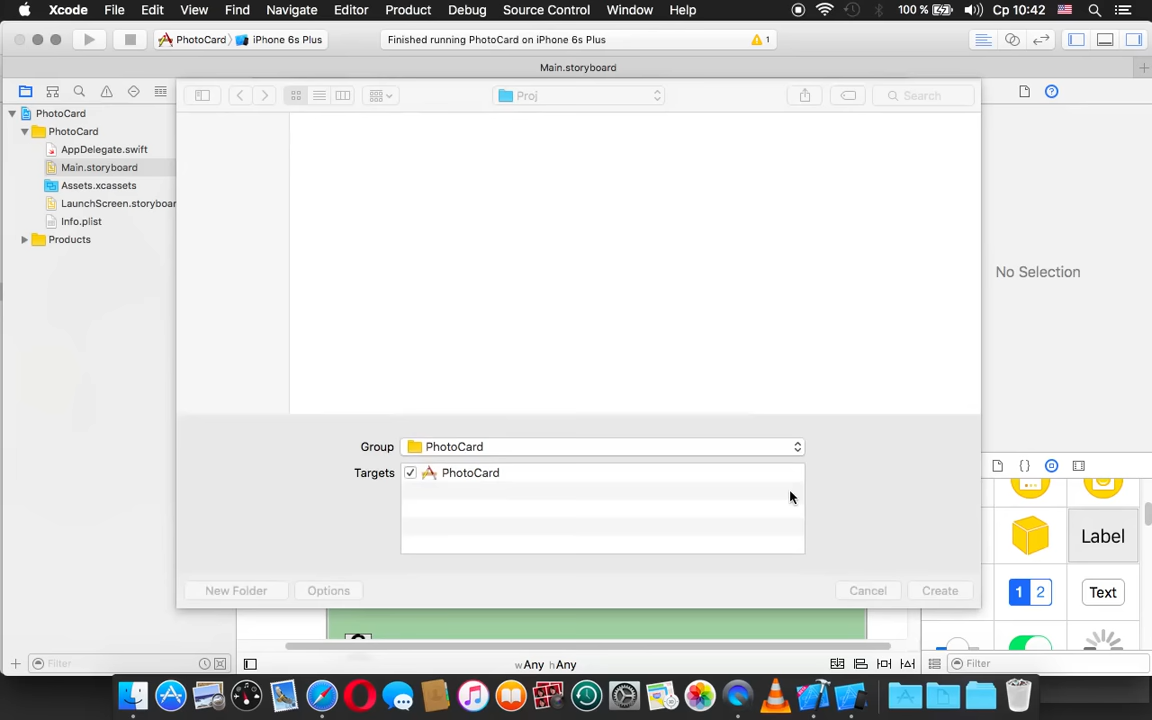 Xcode File Edit View Find Navigate Editor Product Debug Source Control Window Help 100 % Ср 10:42
PhotoCard iPhone 6s Plus Finished running PhotoCard on iPhone 6s Plus 1
Main.storyboard
PhotoCard
PhotoCard
AppDelegate.swift
Main.storyboard
Assets.xcassets
LaunchScreen.storyboar
Info.plist
Products
Proj
Search
Group PhotoCard
Targets PhotoCard
New Folder Options Cancel Create
No Selection
Label
1 2 Text
Filter
wAny hAny
Filter